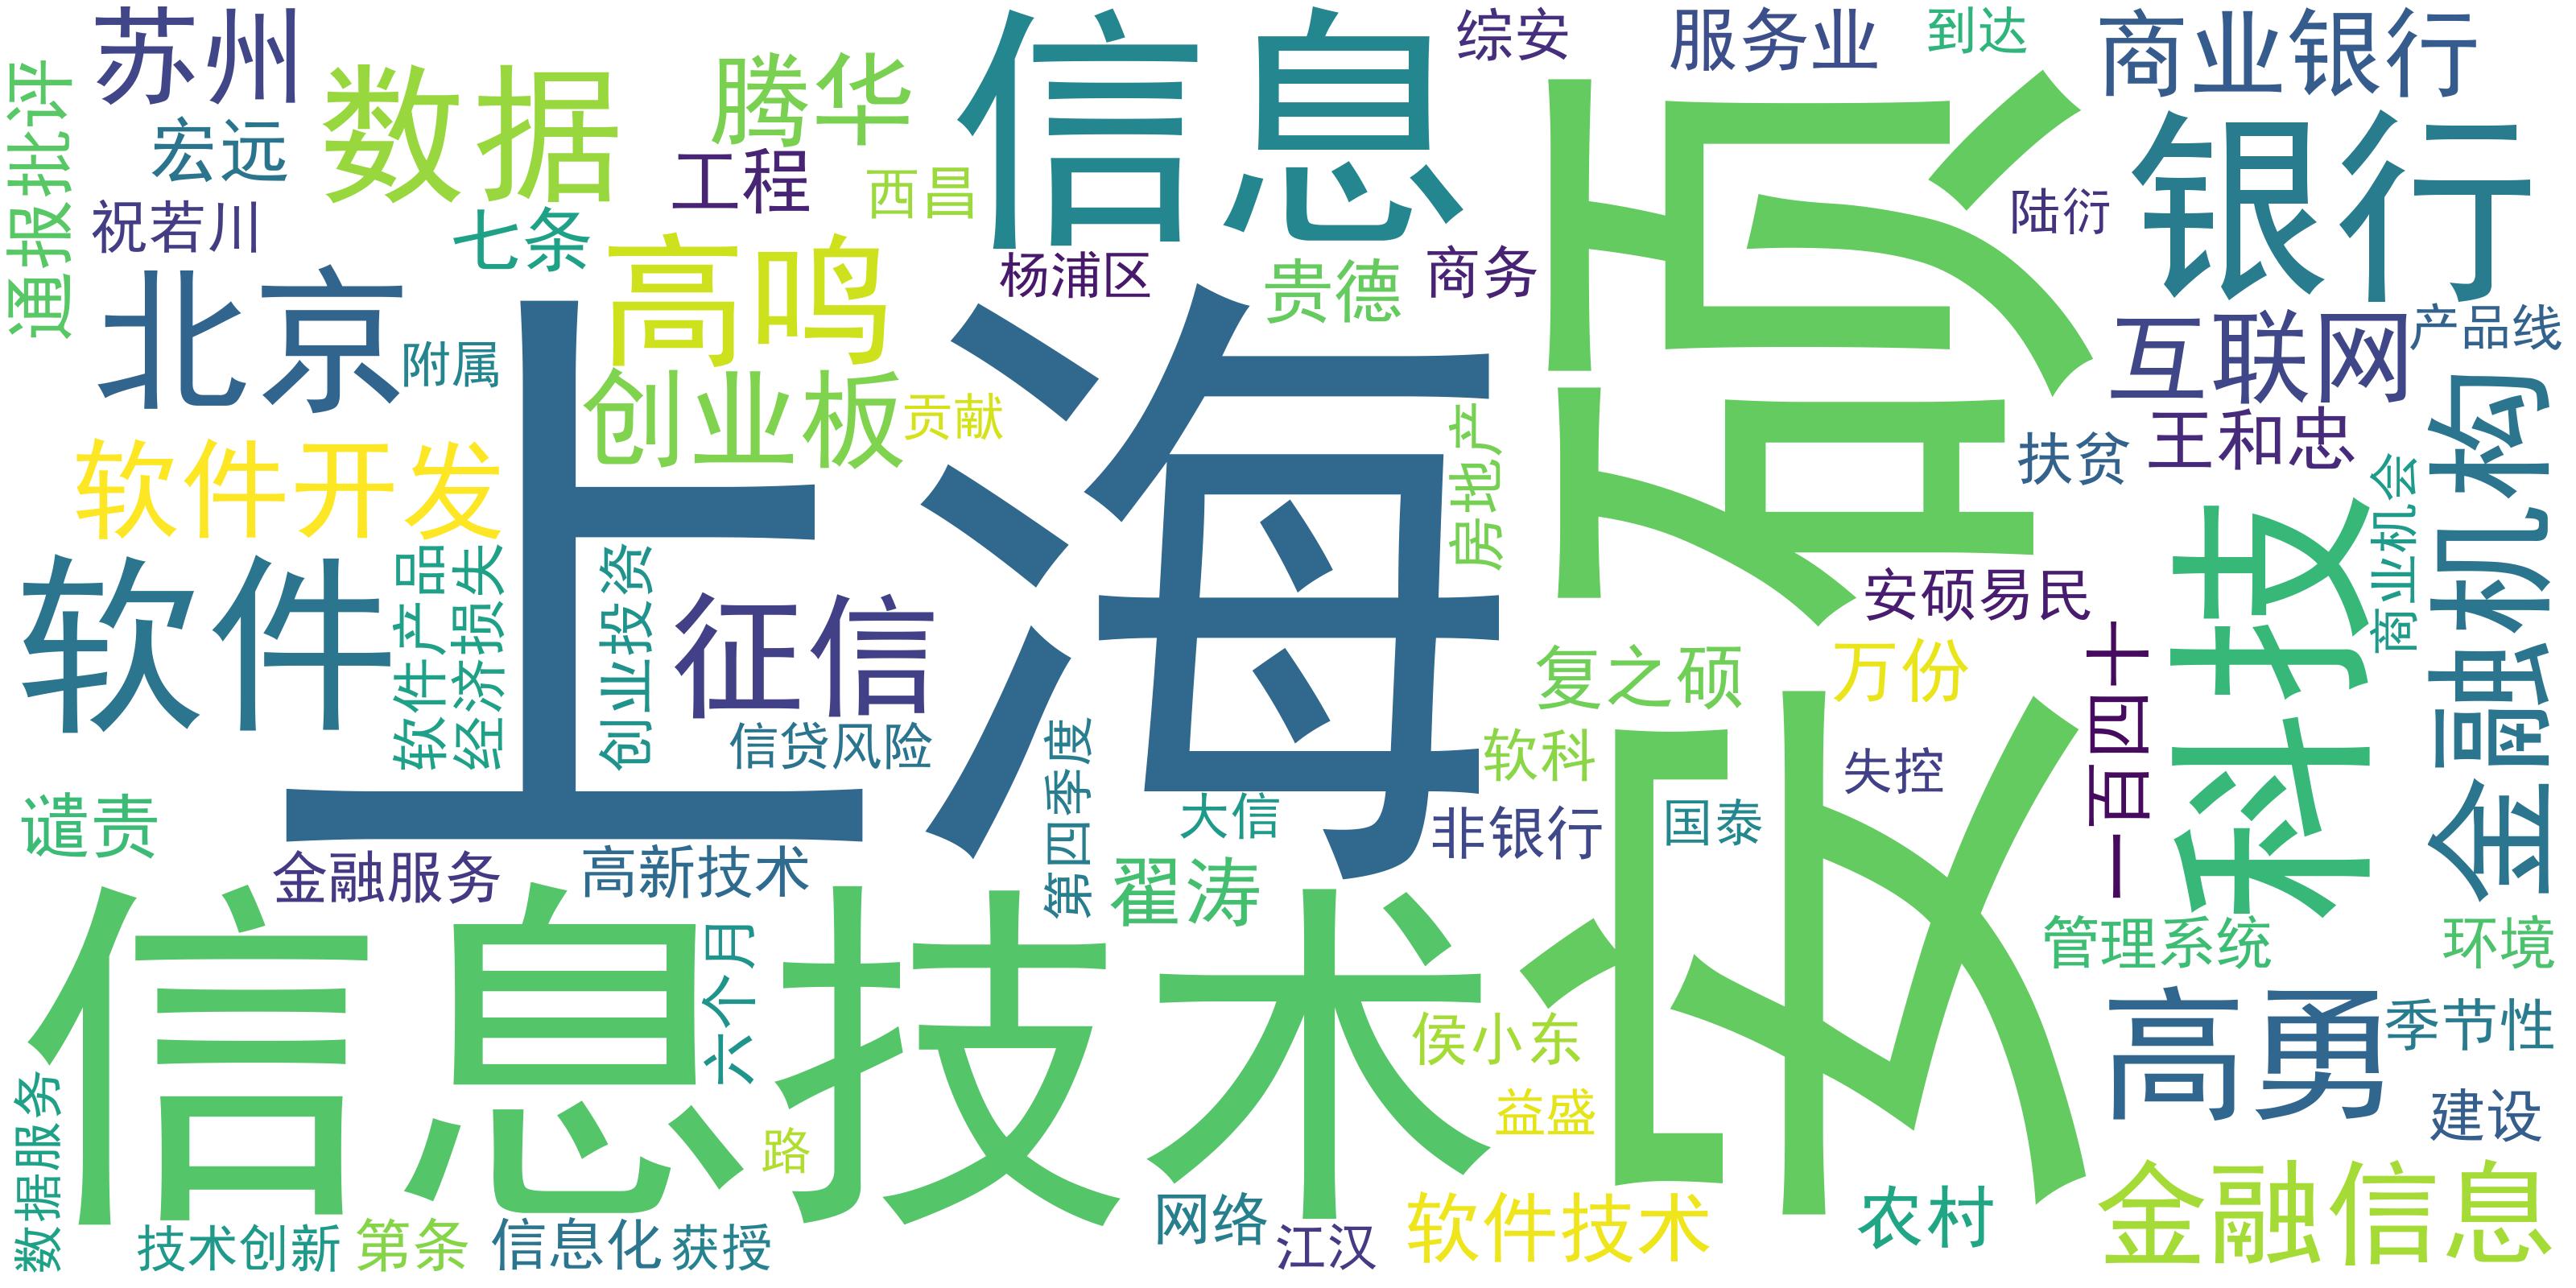 苏州
数据
腾华
信息
综安
服务业
到达
商业银行
通报批评
宏远
祝若川
七条
工程
西昌
高鸣
杨浦区
贵德
商务
安硕
陆衍
银行
北京
附属
创业板
贡献
上海
房地产
互联网
产品线
扶贫
王和忠
商业机会
金融机构
软件开发
软件
软件产品
经济损失
创业投资
征信
信贷风险
第四季度
安硕易民
复之硕
万份
一百四十
科技
软科
失控
谴责
金融服务
高新技术
大信
翟涛
非银行
国泰
管理系统
环境
信息技术
六个月
侯小东
高勇
季节性
数据服务
路
益盛
建设
技术创新
第条
信息化
获授
网络
江汉
软件技术
农村
金融信息